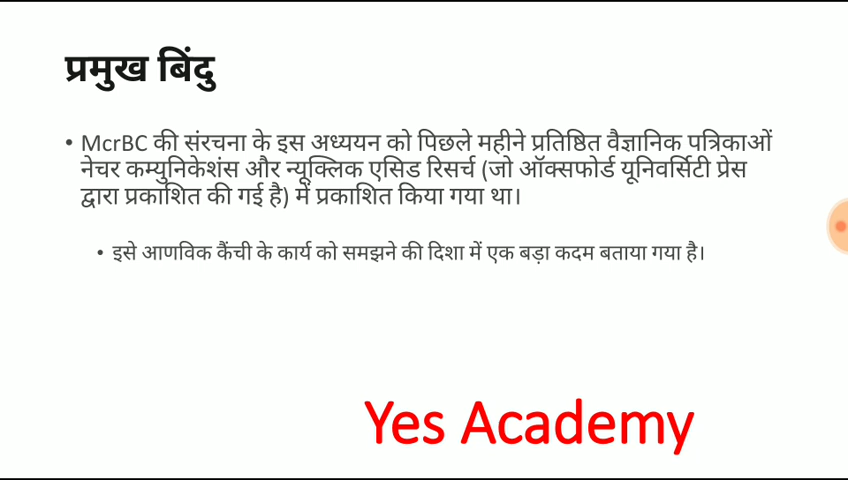 प्रमुख बिंदु
• McrBC की संरचना के इस अध्ययन को पिछले महीने प्रतिष्ठित वैज्ञानिक पत्रिकाओं
नेचर कम्युनिकेशंस और न्यूक्लिक एसिड रिसर्च (जो ऑक्सफोर्ड यूनिवर्सिटी प्रेस
द्वारा प्रकाशित की गई है) में प्रकाशित किया गया था।
• इसे आणविक कैंची के कार्य को समझने की दिशा में एक बड़ा कदम बताया गया है।
Yes Academy